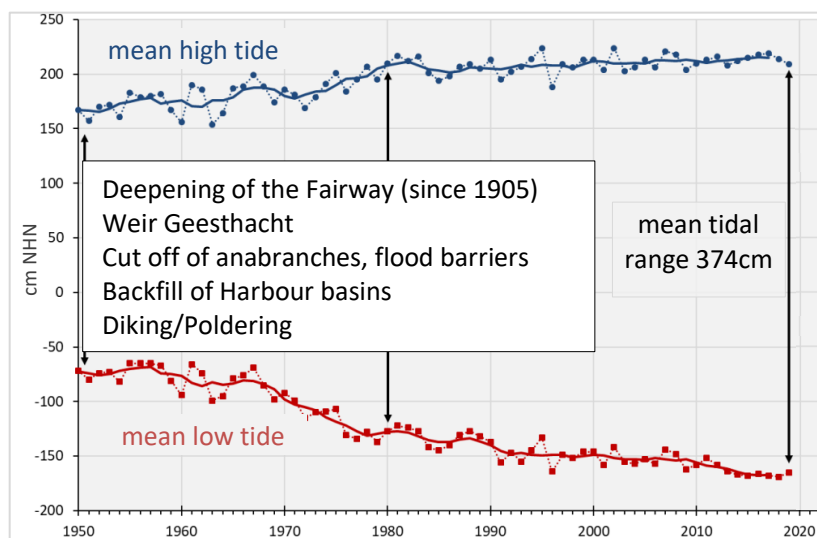 250
200
150
100
50
0
-50
-100
-150
-200
cm NHN
mean high tide
Deepening of the Fairway (since 1905)
Weir Geesthacht
Cut off of anabranches, flood barriers
Backfill of Harbour basins
Diking/Poldering
mean tidal
range 374cm
mean low tide
1950 1960 1970 1980 1990 2000 2010 2020